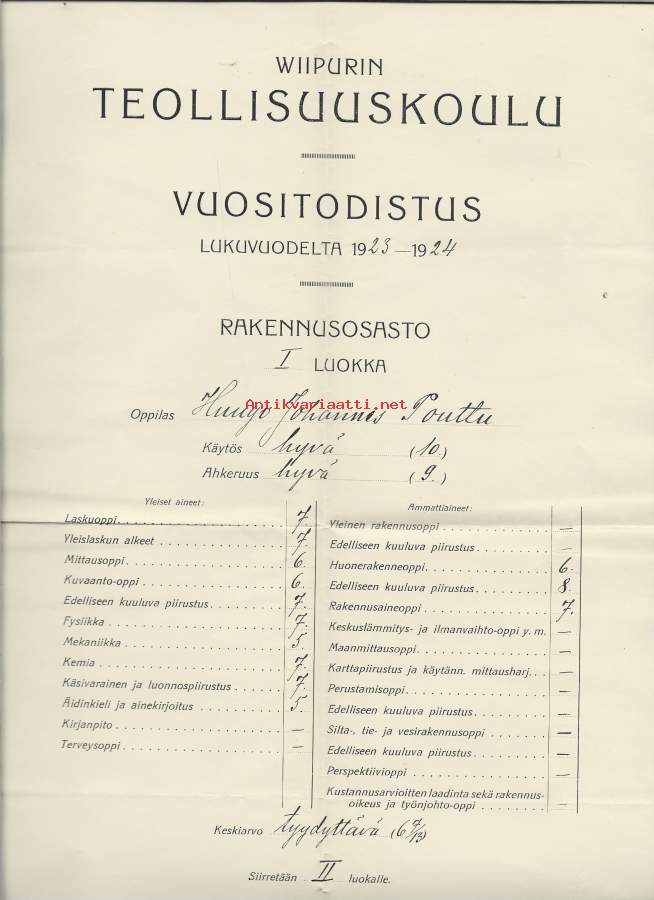 WIIPURIN
TEOLLISUUSKOULU
VUOSITODISTUS
LUKUVUODELTA 1923—1924
RAKENNUSOSASTO
I LUOKKA
Antikvariaatti.net
Oppilas Huugo Johannes Pouttu
Käytös hyvä (10.)
Ahkeruus hyvä (9.)
Yleiset aineet:
Laskuoppi 7.
Yleislaskun alkeet 7.
Mittausoppi 6.
Kuvaanto-oppi 6.
Edelliseen kuuluva piirustus 7.
Fysiikka 7.
Mekaniikka 5.
Kemia 7.
Käsivarainen ja luonnospiirustus 7.
Äidinkieli ja ainekirjoitus 5.
Kirjanpito —
Terveysoppi —
Ammattiaineet:
Yleinen rakennusoppi —
Edelliseen kuuluva piirustus —
Huonerakenneoppi 6.
Edelliseen kuuluva piirustus 8.
Rakennusaineoppi 7.
Keskuslämmitys- ja ilmanvaihto-oppi y. m. —
Maanmittausoppi —
Karttapiirustus ja käytänn. mittausharj. —
Perustamisoppi —
Edelliseen kuuluva piirustus —
Silta-, tie- ja vesirakennusoppi —
Edelliseen kuuluva piirustus —
Perspektiivioppi —
Kustannusarvioitten laadinta sekä rakennus-
oikeus ja työnjohto-oppi —
Keskiarvo tyydyttävä (6 7/13)
Siirretään II luokalle.